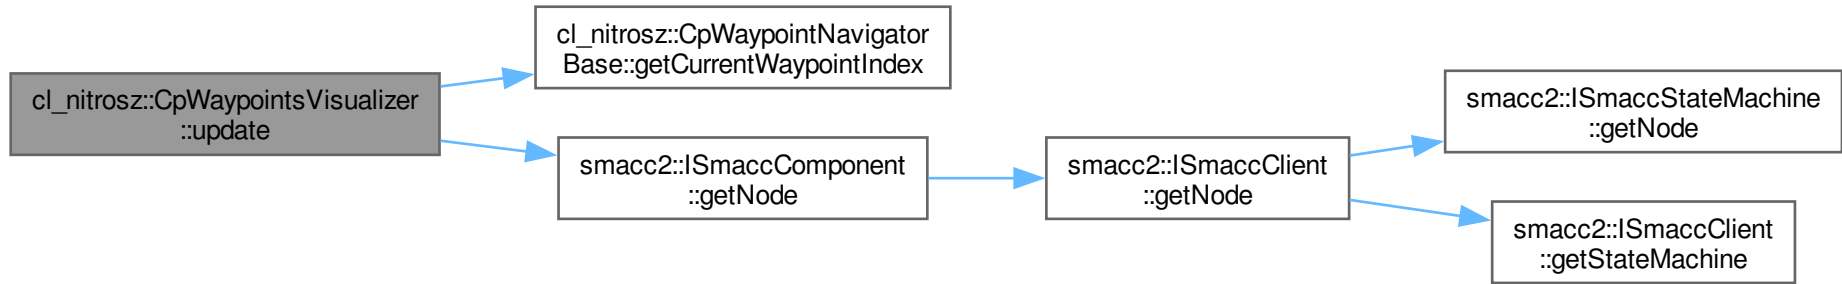 cl_nitrosz::CpWaypointsVisualizer
::update
cl_nitrosz::CpWaypointNavigator
Base::getCurrentWaypointIndex
smacc2::ISmaccComponent
::getNode
smacc2::ISmaccClient
::getNode
smacc2::ISmaccStateMachine
::getNode
smacc2::ISmaccClient
::getStateMachine